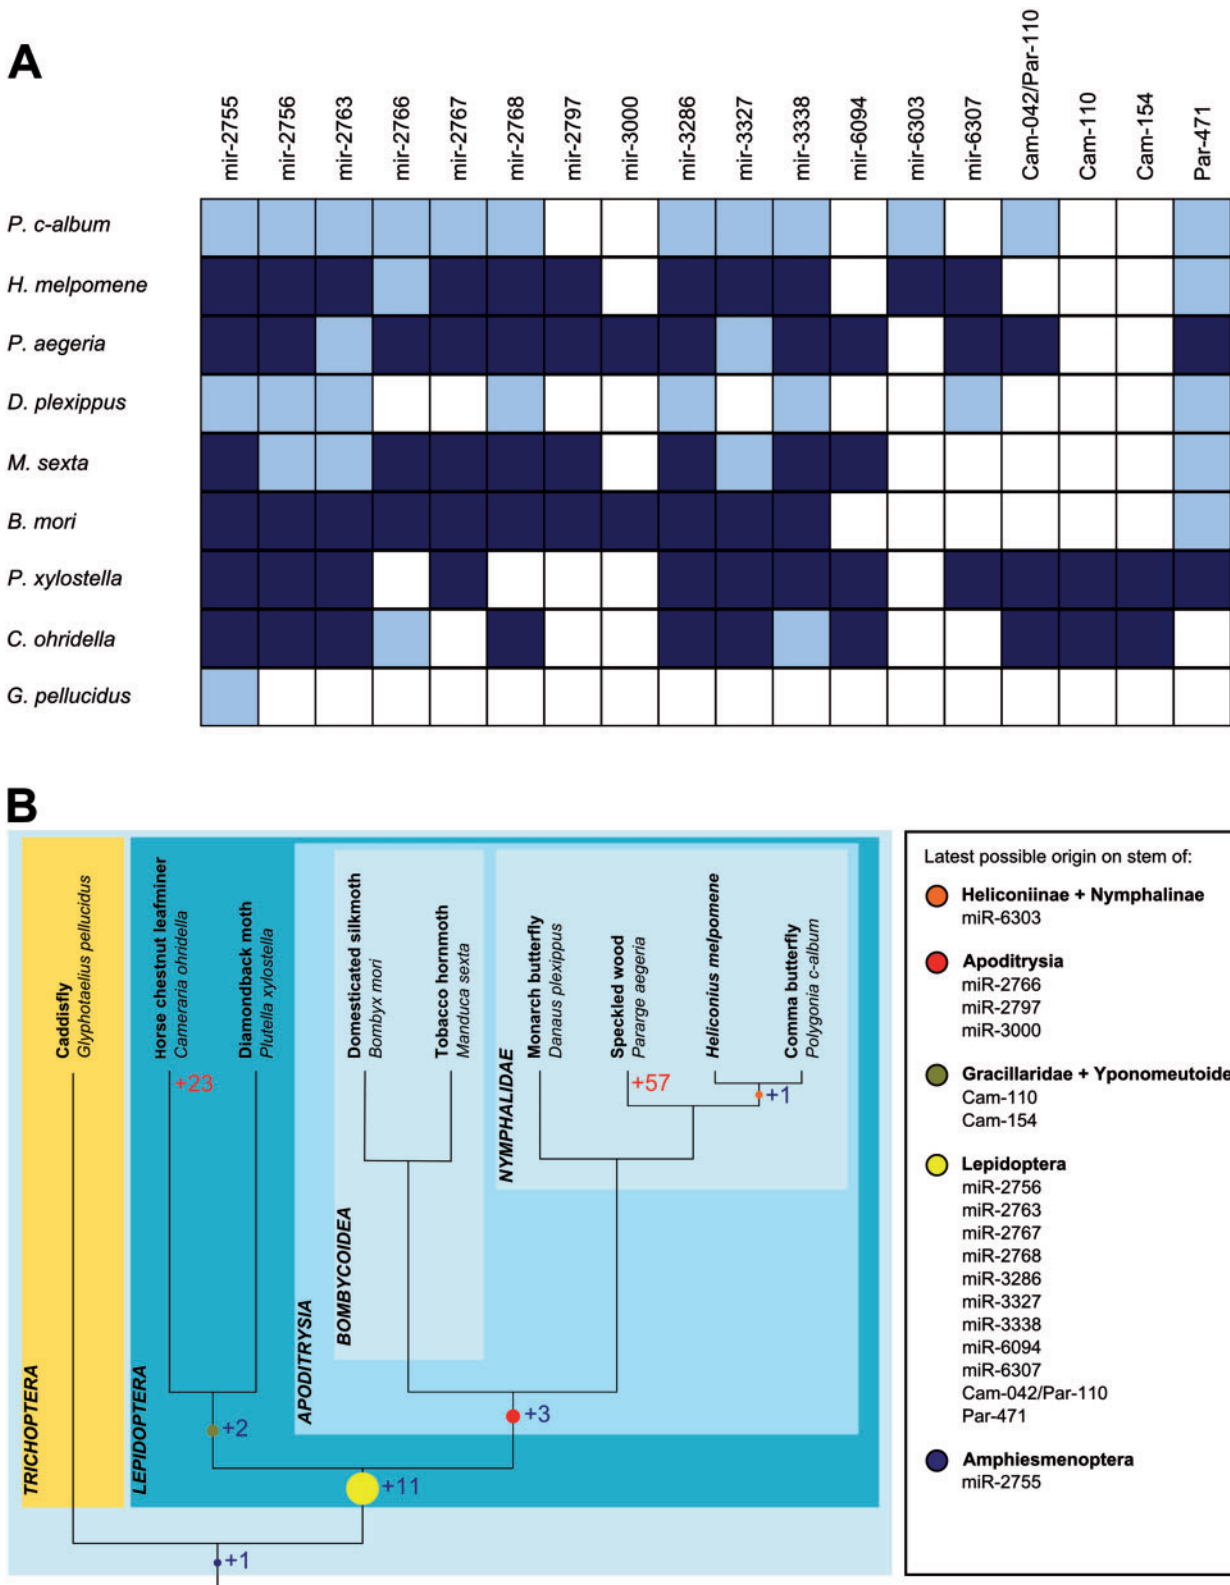 A
mir-2755
mir-2756
mir-2763
mir-2766
mir-2767
mir-2768
mir-2797
mir-3000
mir-3286
mir-3327
mir-3338
mir-6094
mir-6303
mir-6307
Cam-042/Par-110
Cam-110
Cam-154
Par-471
P. c-album
H. melpomene
P. aegeria
D. plexippus
M. sexta
B. mori
P. xylostella
C. ohridella
G. pellucidus
B
TRICHOPTERA
Caddisfly
Glyphotaelius pellucidus
LEPIDOPTERA
Horse chestnut leafminer
Cameraria ohridella
Diamondback moth
Plutella xylostella
APODITRYSIA
BOMBYCOIDEA
Domesticated silkmoth
Bombyx mori
Tobacco hornmoth
Manduca sexta
NYMPHALIDAE
Monarch butterfly
Danaus plexippus
Speckled wood
Pararge aegeria
Heliconius melpomene
Comma butterfly
Polygonia c-album
+23
+57
+1
+2
+3
+11
+1
Latest possible origin on stem of:
Heliconiinae + Nymphalinae
miR-6303
Apoditrysia
miR-2766
miR-2797
miR-3000
Gracillaridae + Yponomeutoide
Cam-110
Cam-154
Lepidoptera
miR-2756
miR-2763
miR-2767
miR-2768
miR-3286
miR-3327
miR-3338
miR-6094
miR-6307
Cam-042/Par-110
Par-471
Amphiesmenoptera
miR-2755